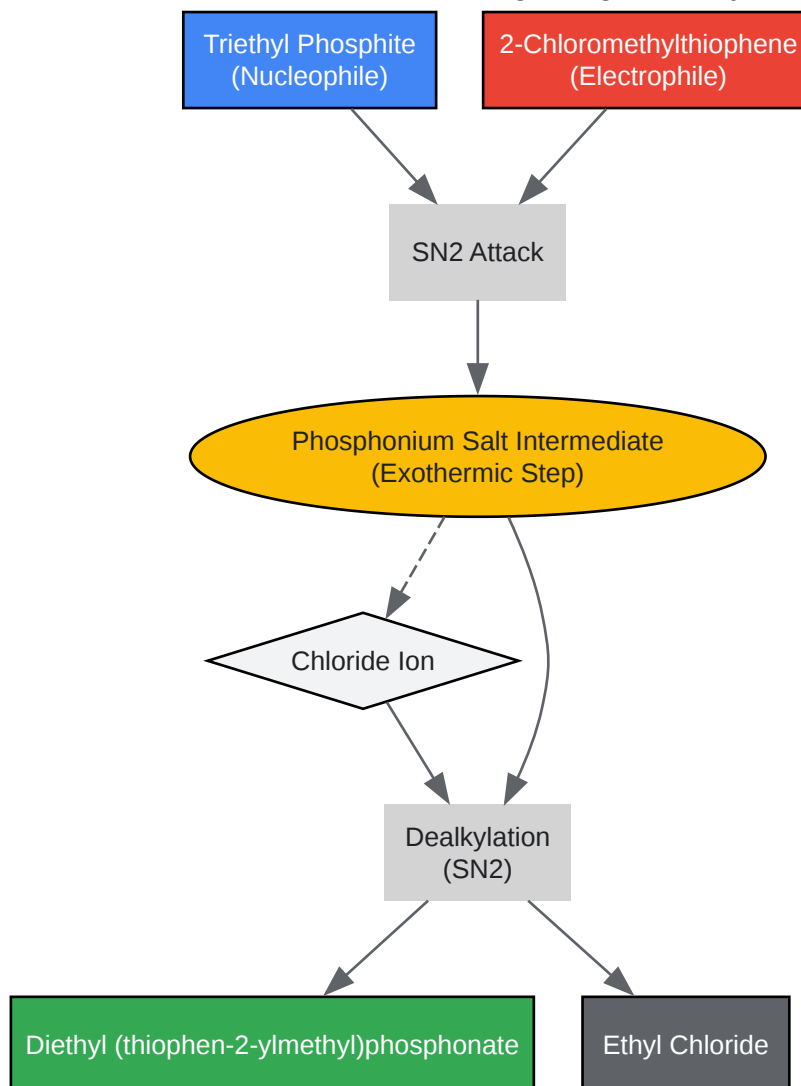 Triethyl Phosphite
(Nucleophile)
2-Chloromethylthiophene
(Electrophile)
SN2 Attack
Phosphonium Salt Intermediate
(Exothermic Step)
Chloride Ion
Dealkylation
(SN2)
Diethyl (thiophen-2-ylmethyl)phosphonate
Ethyl Chloride